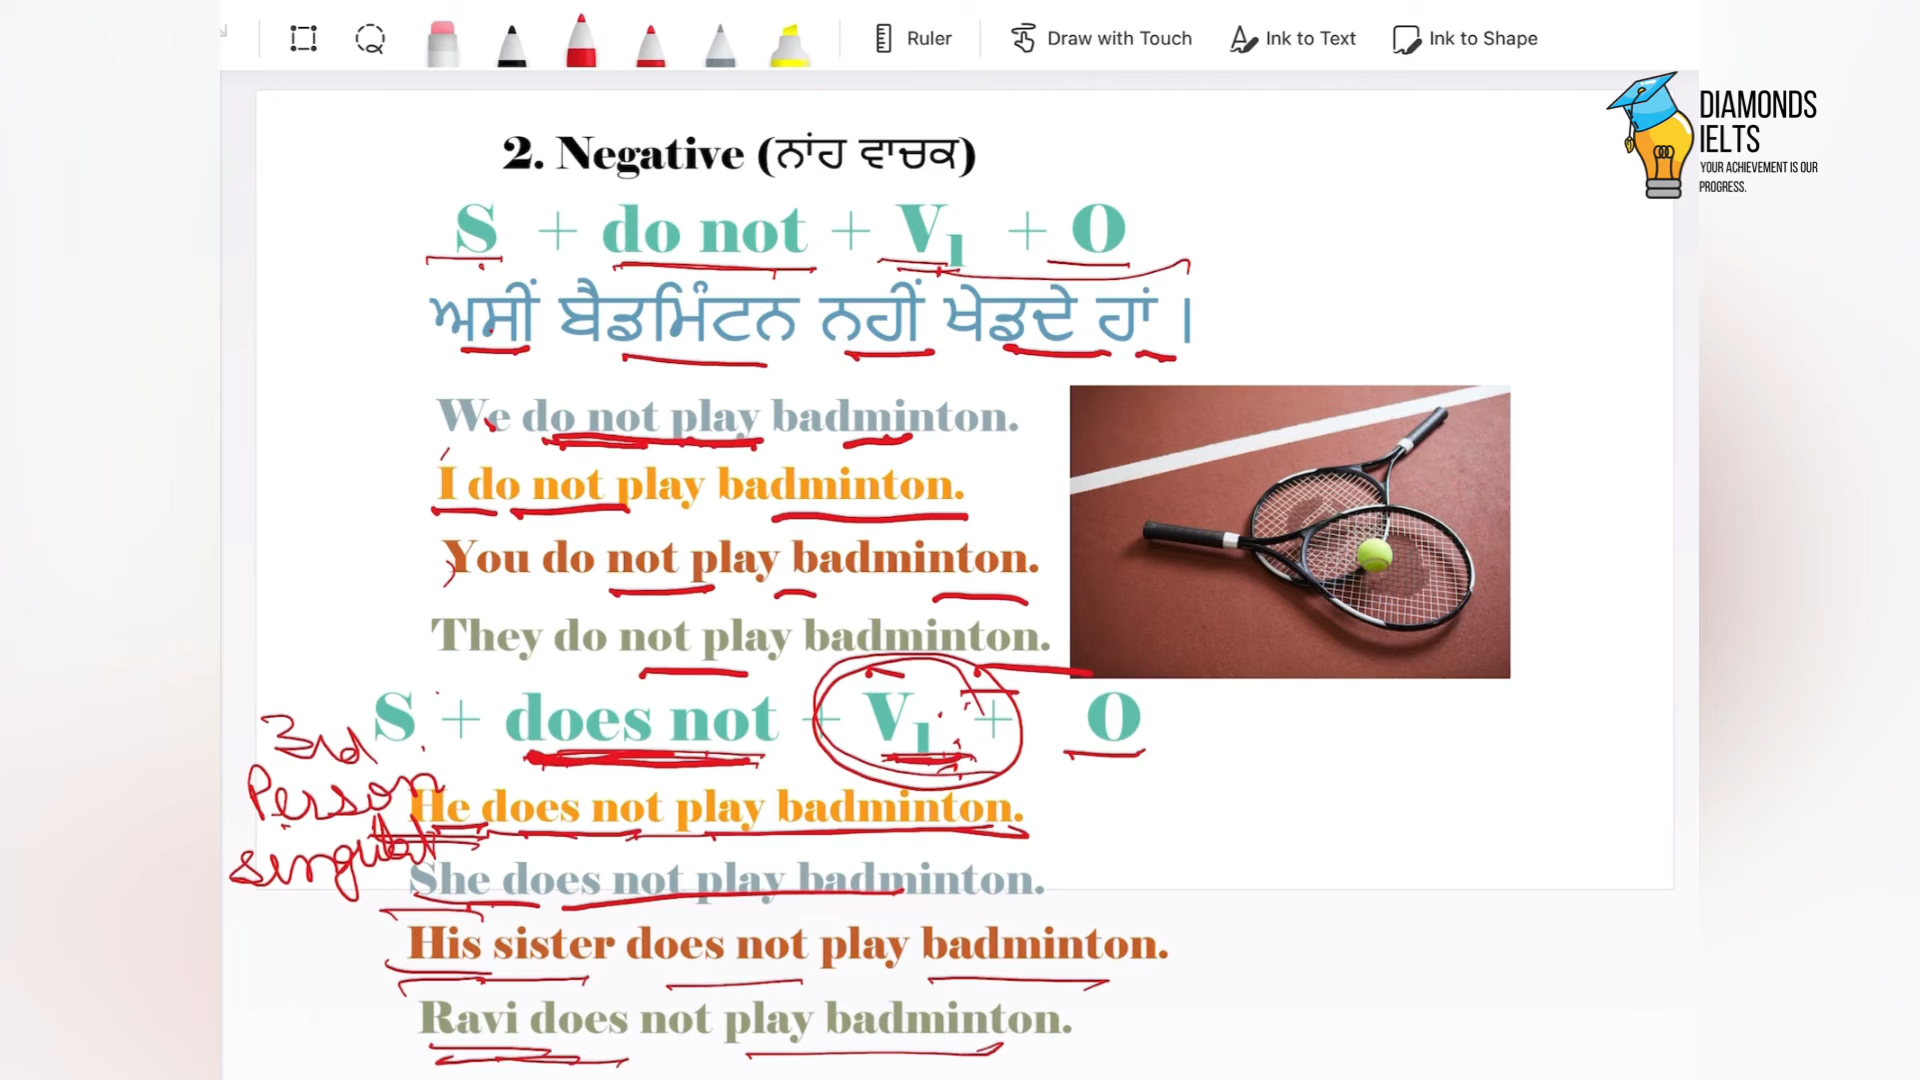 Ruler Draw with Touch Ink to Text Ink to Shape
DIAMONDS
IELTS
YOUR ACHIEVEMENT IS OUR
PROGRESS.
2. Negative (ਨਾਂਹ ਵਾਚਕ)
S + do not + V1 + O
ਅਸੀਂ ਬੈਡਮਿੰਟਨ ਨਹੀਂ ਖੇਡਦੇ ਹਾਂ |
We do not play badminton.
I do not play badminton.
You do not play badminton.
They do not play badminton.
S + does not + V1 + O
3rd
Person
singular
He does not play badminton.
She does not play badminton.
His sister does not play badminton.
Ravi does not play badminton.